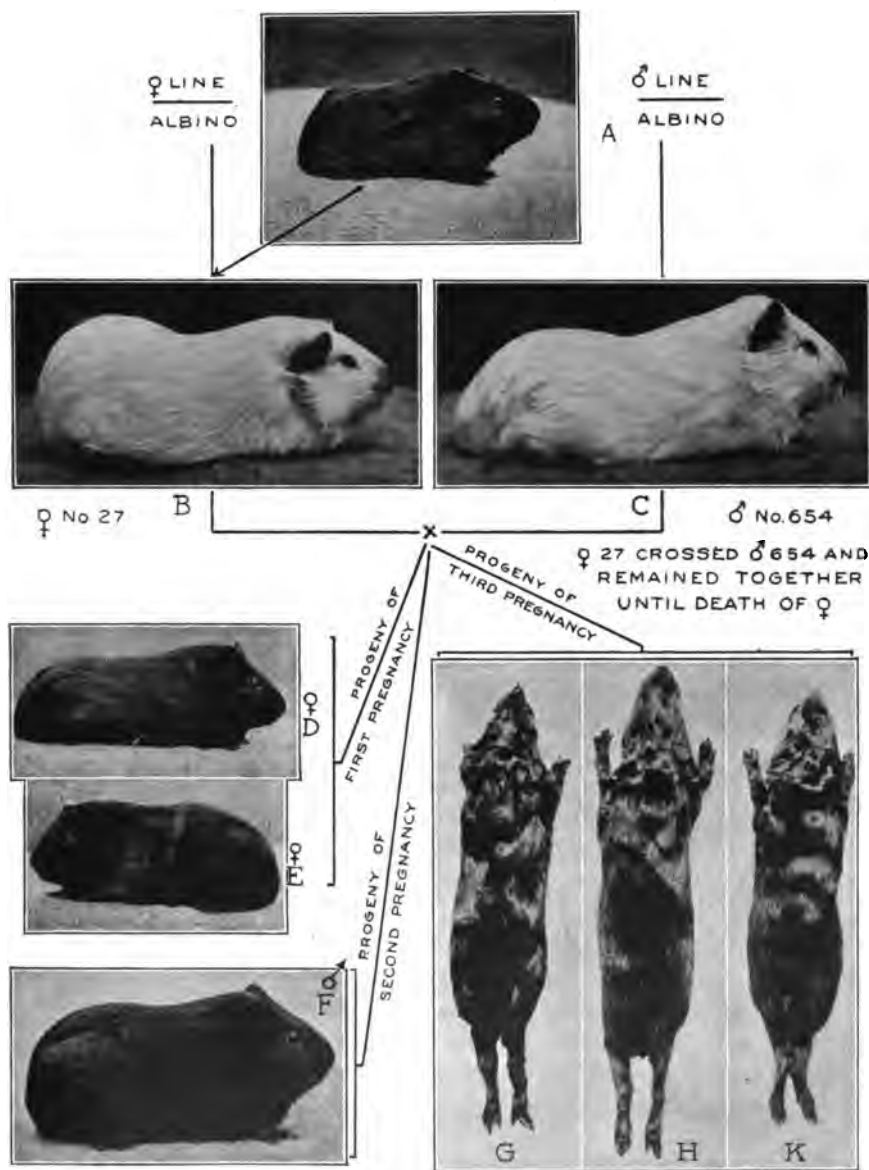 ♀ LINE
ALBINO
♂ LINE
ALBINO
A
B
C
♀ No. 27
♂ No. 654
X
♀ 27 CROSSED ♂ 654 AND
REMAINED TOGETHER
UNTIL DEATH OF ♀
PROGENY OF
FIRST PREGNANCY
PROGENY OF
SECOND PREGNANCY
PROGENY OF
THIRD PREGNANCY
D♀
E♀
F♂
G
H
K